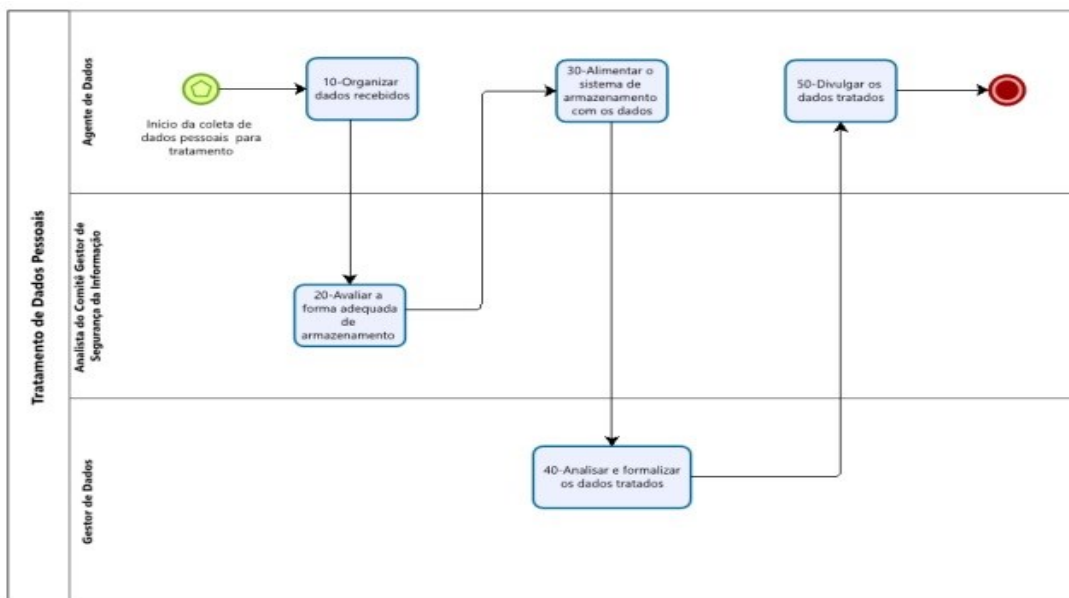 Tratamento de Dados Pessoais
Agente de Dados
Início da coleta de
dados pessoais para
tratamento
10-Organizar
dados recebidos
30-Alimentar o
sistema de
armazenamento
com os dados
50-Divulgar os
dados tratados
Analista do Comitê Gestor de
Segurança da Informação
20-Avaliar a
forma adequada
de
armazenamento
Gestor de Dados
40-Analisar e formalizar
os dados tratados